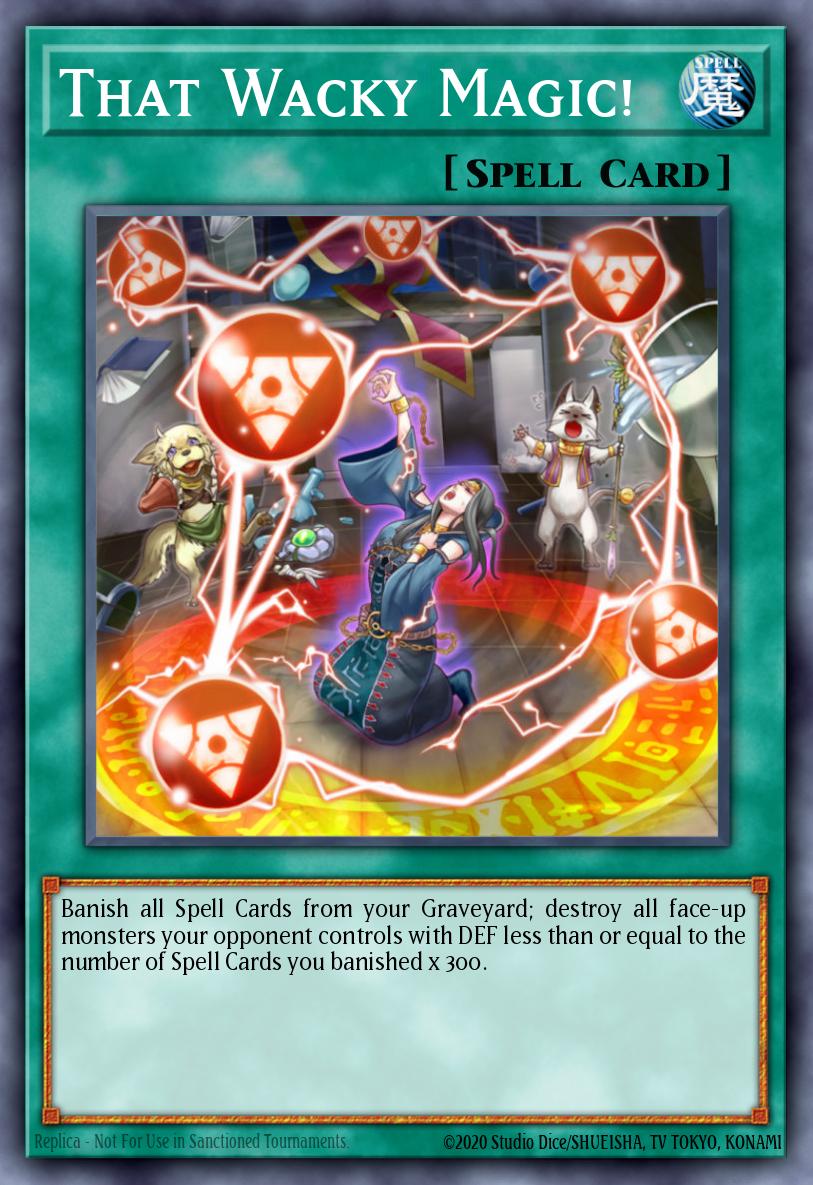 That Wacky Magic!
SPELL
魔
[Spell Card]
Banish all Spell Cards from your Graveyard; destroy all face-up
monsters your opponent controls with DEF less than or equal to the
number of Spell Cards you banished x 300.
Replica - Not For Use in Sanctioned Tournaments.
©2020 Studio Dice/SHUEISHA, TV TOKYO, KONAMI